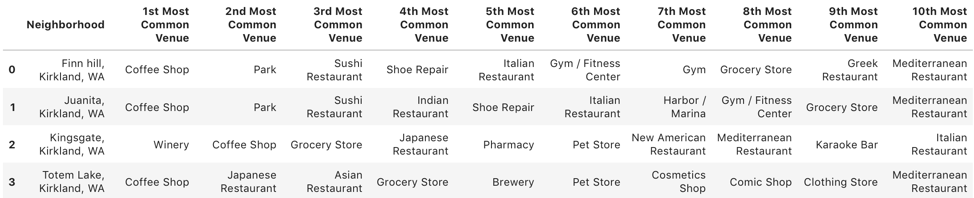 Neighborhood 1st Most Common Venue 2nd Most Common Venue 3rd Most Common Venue 4th Most Common Venue 5th Most Common Venue 6th Most Common Venue 7th Most Common Venue 8th Most Common Venue 9th Most Common Venue 10th Most Common Venue
0 Finn hill, Kirkland, WA Coffee Shop Park Sushi Restaurant Shoe Repair Italian Restaurant Gym / Fitness Center Gym Grocery Store Greek Restaurant Mediterranean Restaurant
1 Juanita, Kirkland, WA Coffee Shop Park Sushi Restaurant Indian Restaurant Shoe Repair Italian Restaurant Harbor / Marina Gym / Fitness Center Grocery Store Mediterranean Restaurant
2 Kingsgate, Kirkland, WA Winery Coffee Shop Grocery Store Japanese Restaurant Pharmacy Pet Store New American Restaurant Mediterranean Restaurant Karaoke Bar Italian Restaurant
3 Totem Lake, Kirkland, WA Coffee Shop Japanese Restaurant Asian Restaurant Grocery Store Brewery Pet Store Cosmetics Shop Comic Shop Clothing Store Mediterranean Restaurant